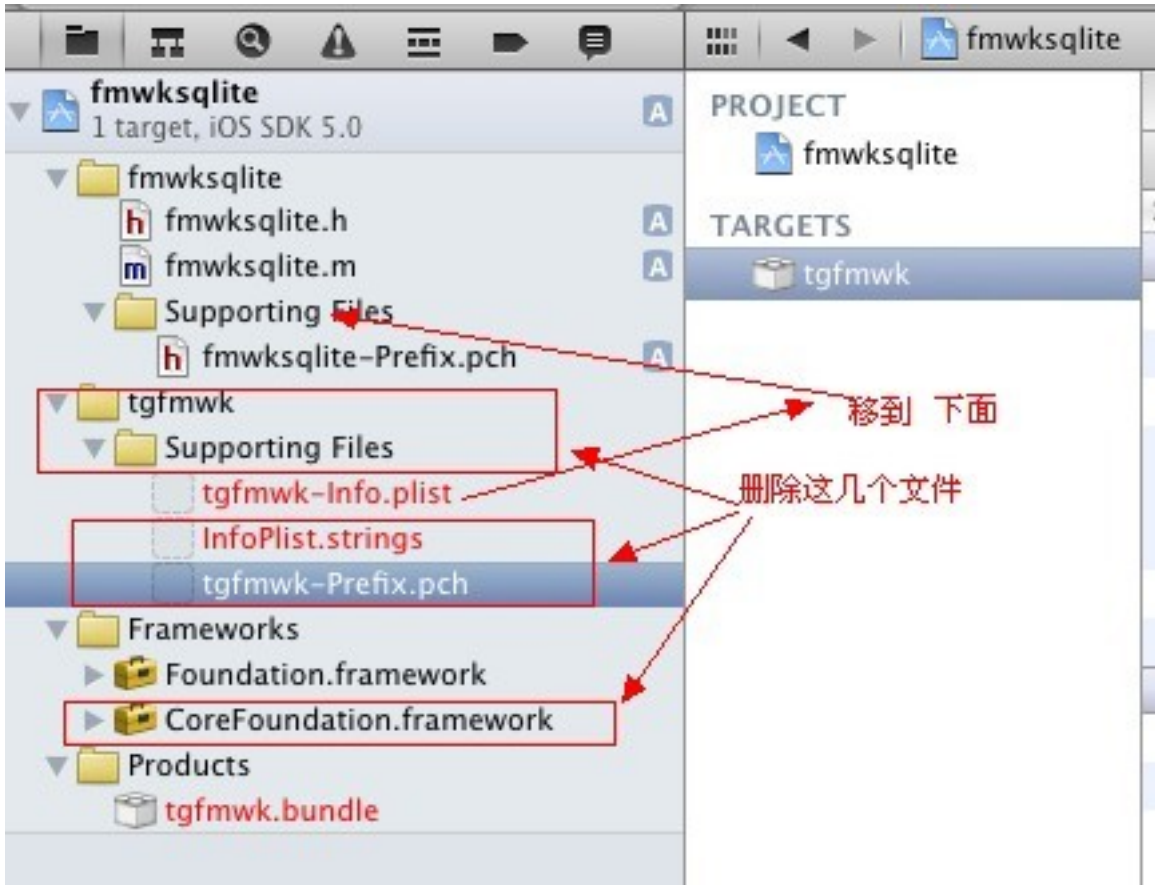 fmwksqlite
fmwksqlite
1 target, iOS SDK 5.0
A
fmwksqlite
fmwksqlite.h
A
fmwksqlite.m
A
Supporting Files
fmwksqlite-Prefix.pch
A
tgfmwk
Supporting Files
tgfmwk-Info.plist
InfoPlist.strings
tgfmwk-Prefix.pch
Frameworks
Foundation.framework
CoreFoundation.framework
Products
tgfmwk.bundle
PROJECT
fmwksqlite
TARGETS
tgfmwk
移到 下面
删除这几个文件